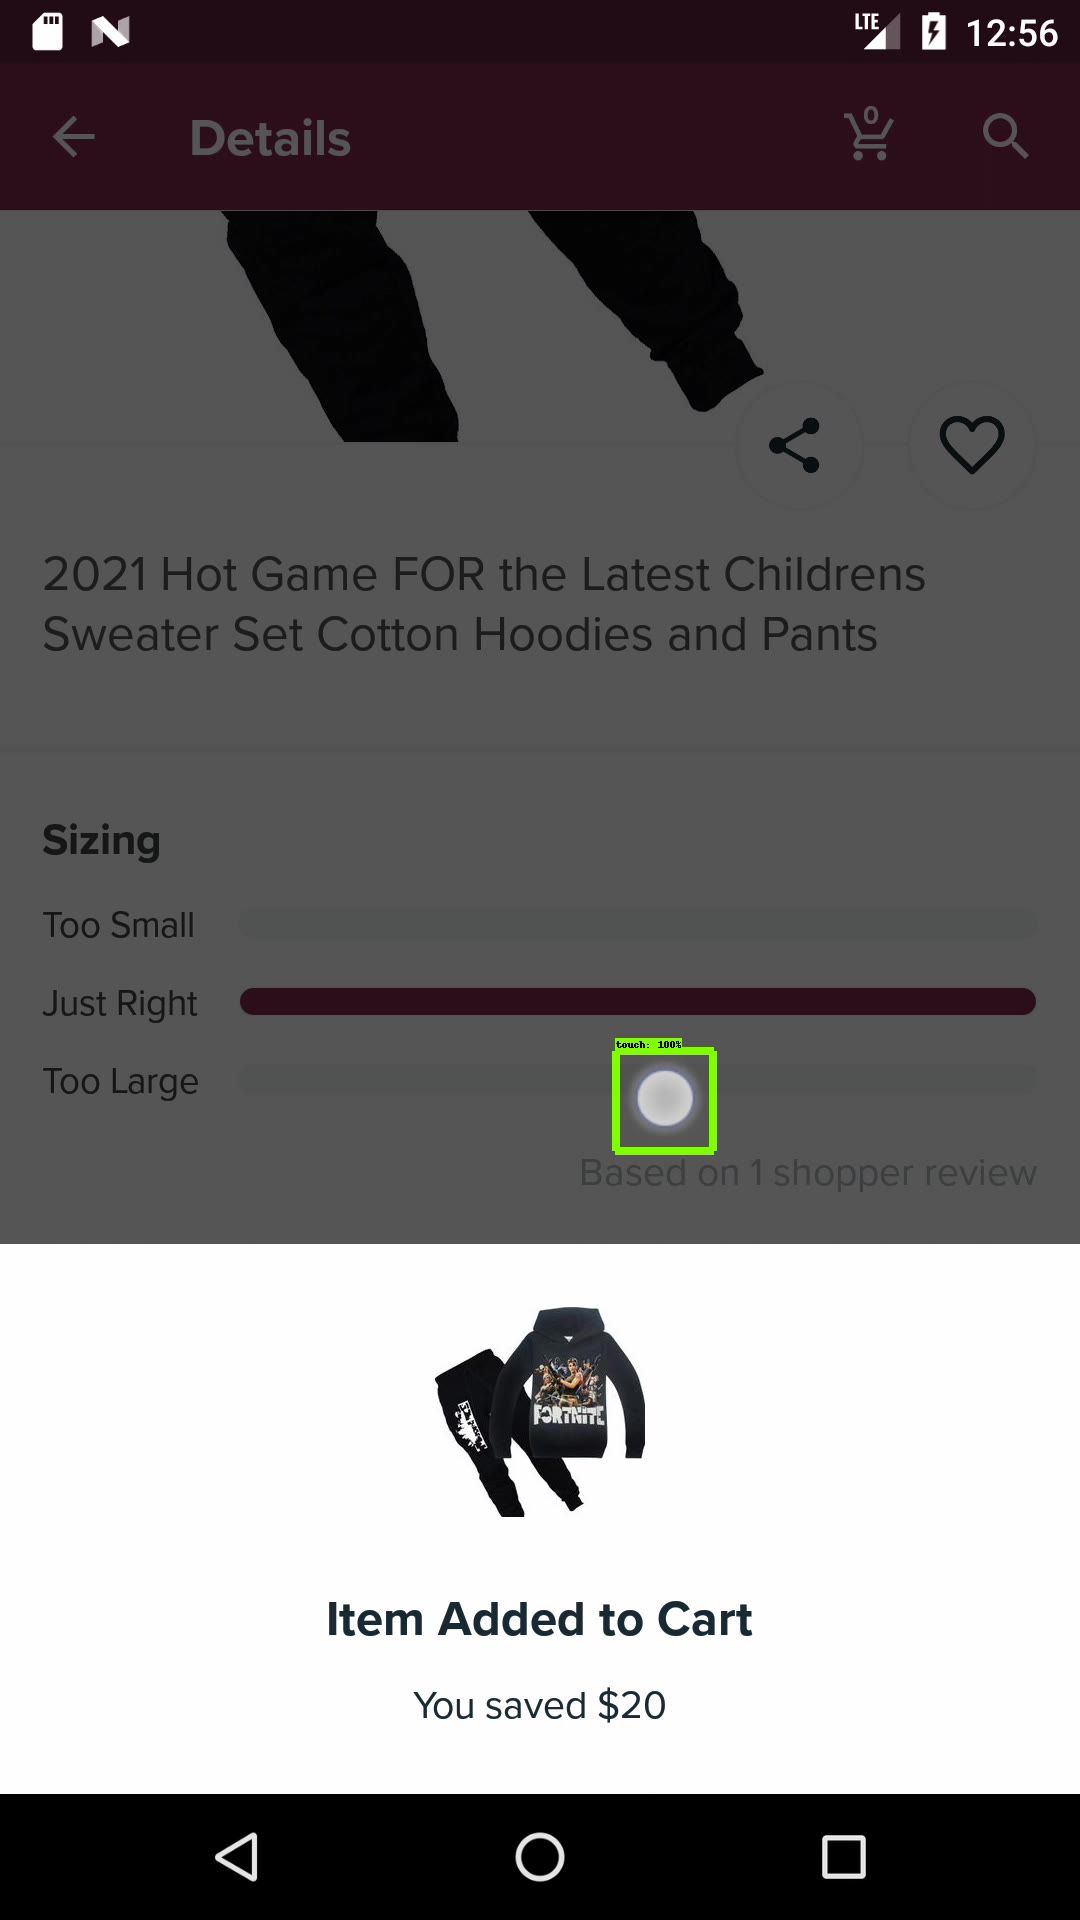 LTE 12:56
Details
0
2021 Hot Game FOR the Latest Childrens
Sweater Set Cotton Hoodies and Pants
Sizing
Too Small
Just Right
touch: 100%
Too Large
Based on 1 shopper review
FORTNITE
Item Added to Cart
You saved $20